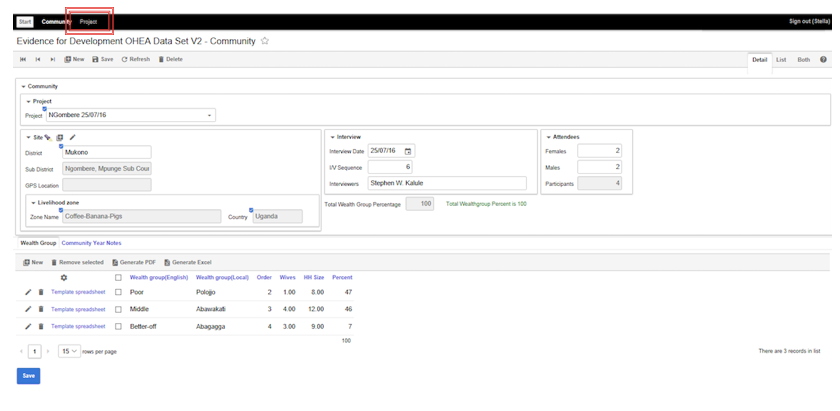 Start Community Project Sign out (Stella)
Evidence for Development OHEA Data Set V2 - Community
New Save Refresh Delete Detail List Both
Community
Project
Project NGombere 25/07/16
Site
District Mukono
Sub District Ngombere, Mpunge Sub Cour
GPS Location
Livelihood zone
Zone Name Coffee-Banana-Pigs Country Uganda
Interview
Interview Date 25/07/16
I/V Sequence 6
Interviewers Stephen W. Kalule
Attendees
Females 2
Males 2
Participants 4
Total Wealth Group Percentage 100 Total Wealthgroup Percent is 100
Wealth Group Community Year Notes
New Remove selected Generate PDF Generate Excel
Wealth group(English) Wealth group(Local) Order Wives HH Size Percent
Template spreadsheet Poor Polojjo 2 1.00 8.00 47
Template spreadsheet Middle Abawakati 3 4.00 12.00 46
Template spreadsheet Better-off Abagagga 4 3.00 9.00 7
100
1 15 rows per page There are 3 records in list
Save